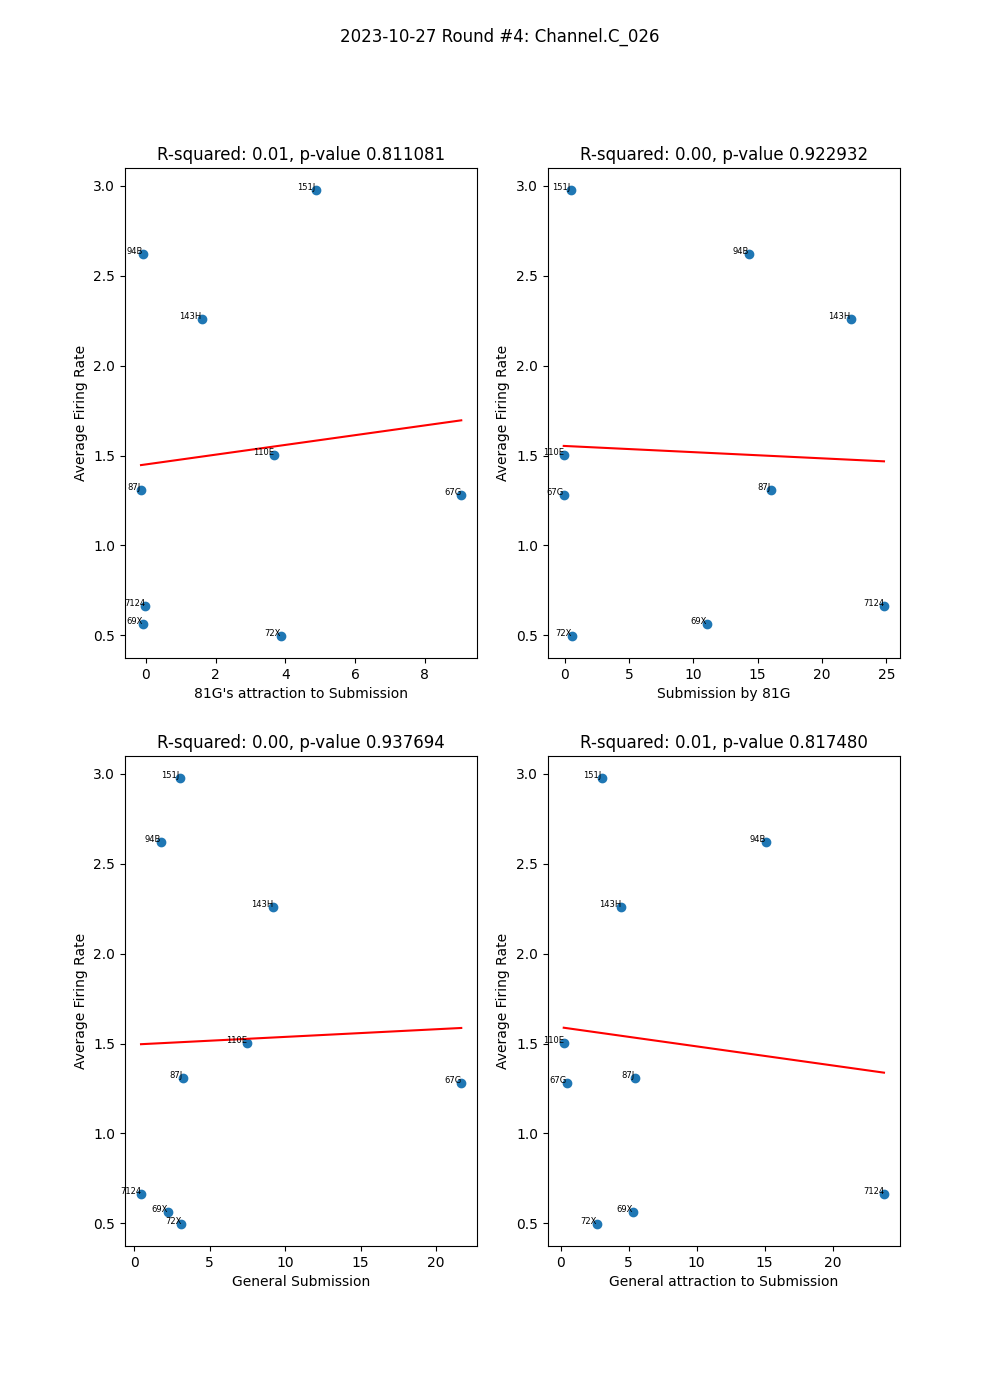 2023-10-27 Round #4: Channel.C_026
R-squared: 0.01, p-value 0.811081
3.0
2.5
2.0
1.5
1.0
0.5
Average Firing Rate
151J
94B
143H
110E
87J
67G
7124
69X
72X
0
2
4
6
8
81G's attraction to Submission
R-squared: 0.00, p-value 0.922932
3.0
2.5
2.0
1.5
1.0
0.5
Average Firing Rate
151J
94B
143H
110E
87J
67G
7124
69X
72X
0
5
10
15
20
25
Submission by 81G
R-squared: 0.00, p-value 0.937694
3.0
2.5
2.0
1.5
1.0
0.5
Average Firing Rate
151J
94B
143H
110E
87J
67G
7124
69X
72X
0
5
10
15
20
General Submission
R-squared: 0.01, p-value 0.817480
3.0
2.5
2.0
1.5
1.0
0.5
Average Firing Rate
151J
94B
143H
110E
87J
67G
7124
69X
72X
0
5
10
15
20
General attraction to Submission